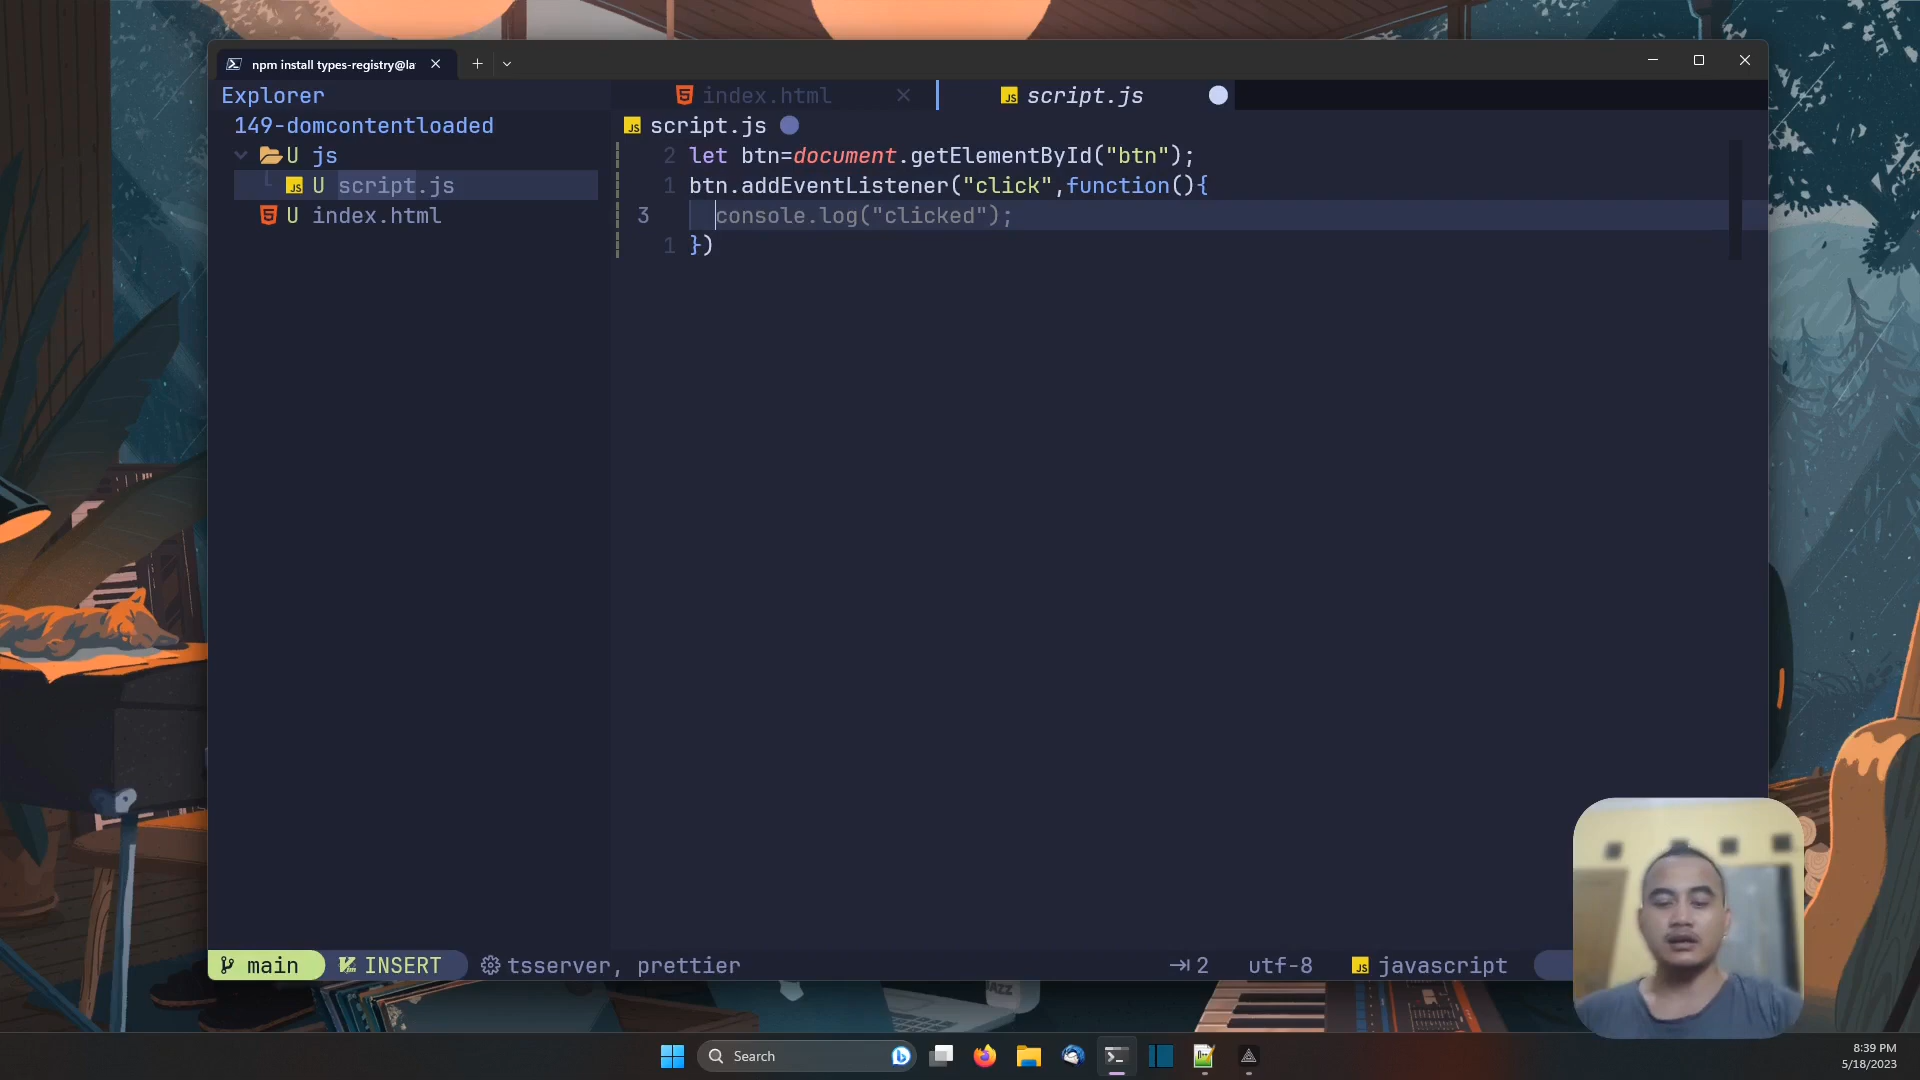 npm install types-registry@la
Explorer
index.html
script.js
149-domcontentloaded
script.js
U js
2 let btn=document.getElementById("btn");
U script.js
1 btn.addEventListener("click",function(){
U index.html
3 console.log("clicked");
1 })
main
INSERT
tsserver, prettier
2
utf-8
javascript
JAZZ
Search
8:39 PM
5/18/2023